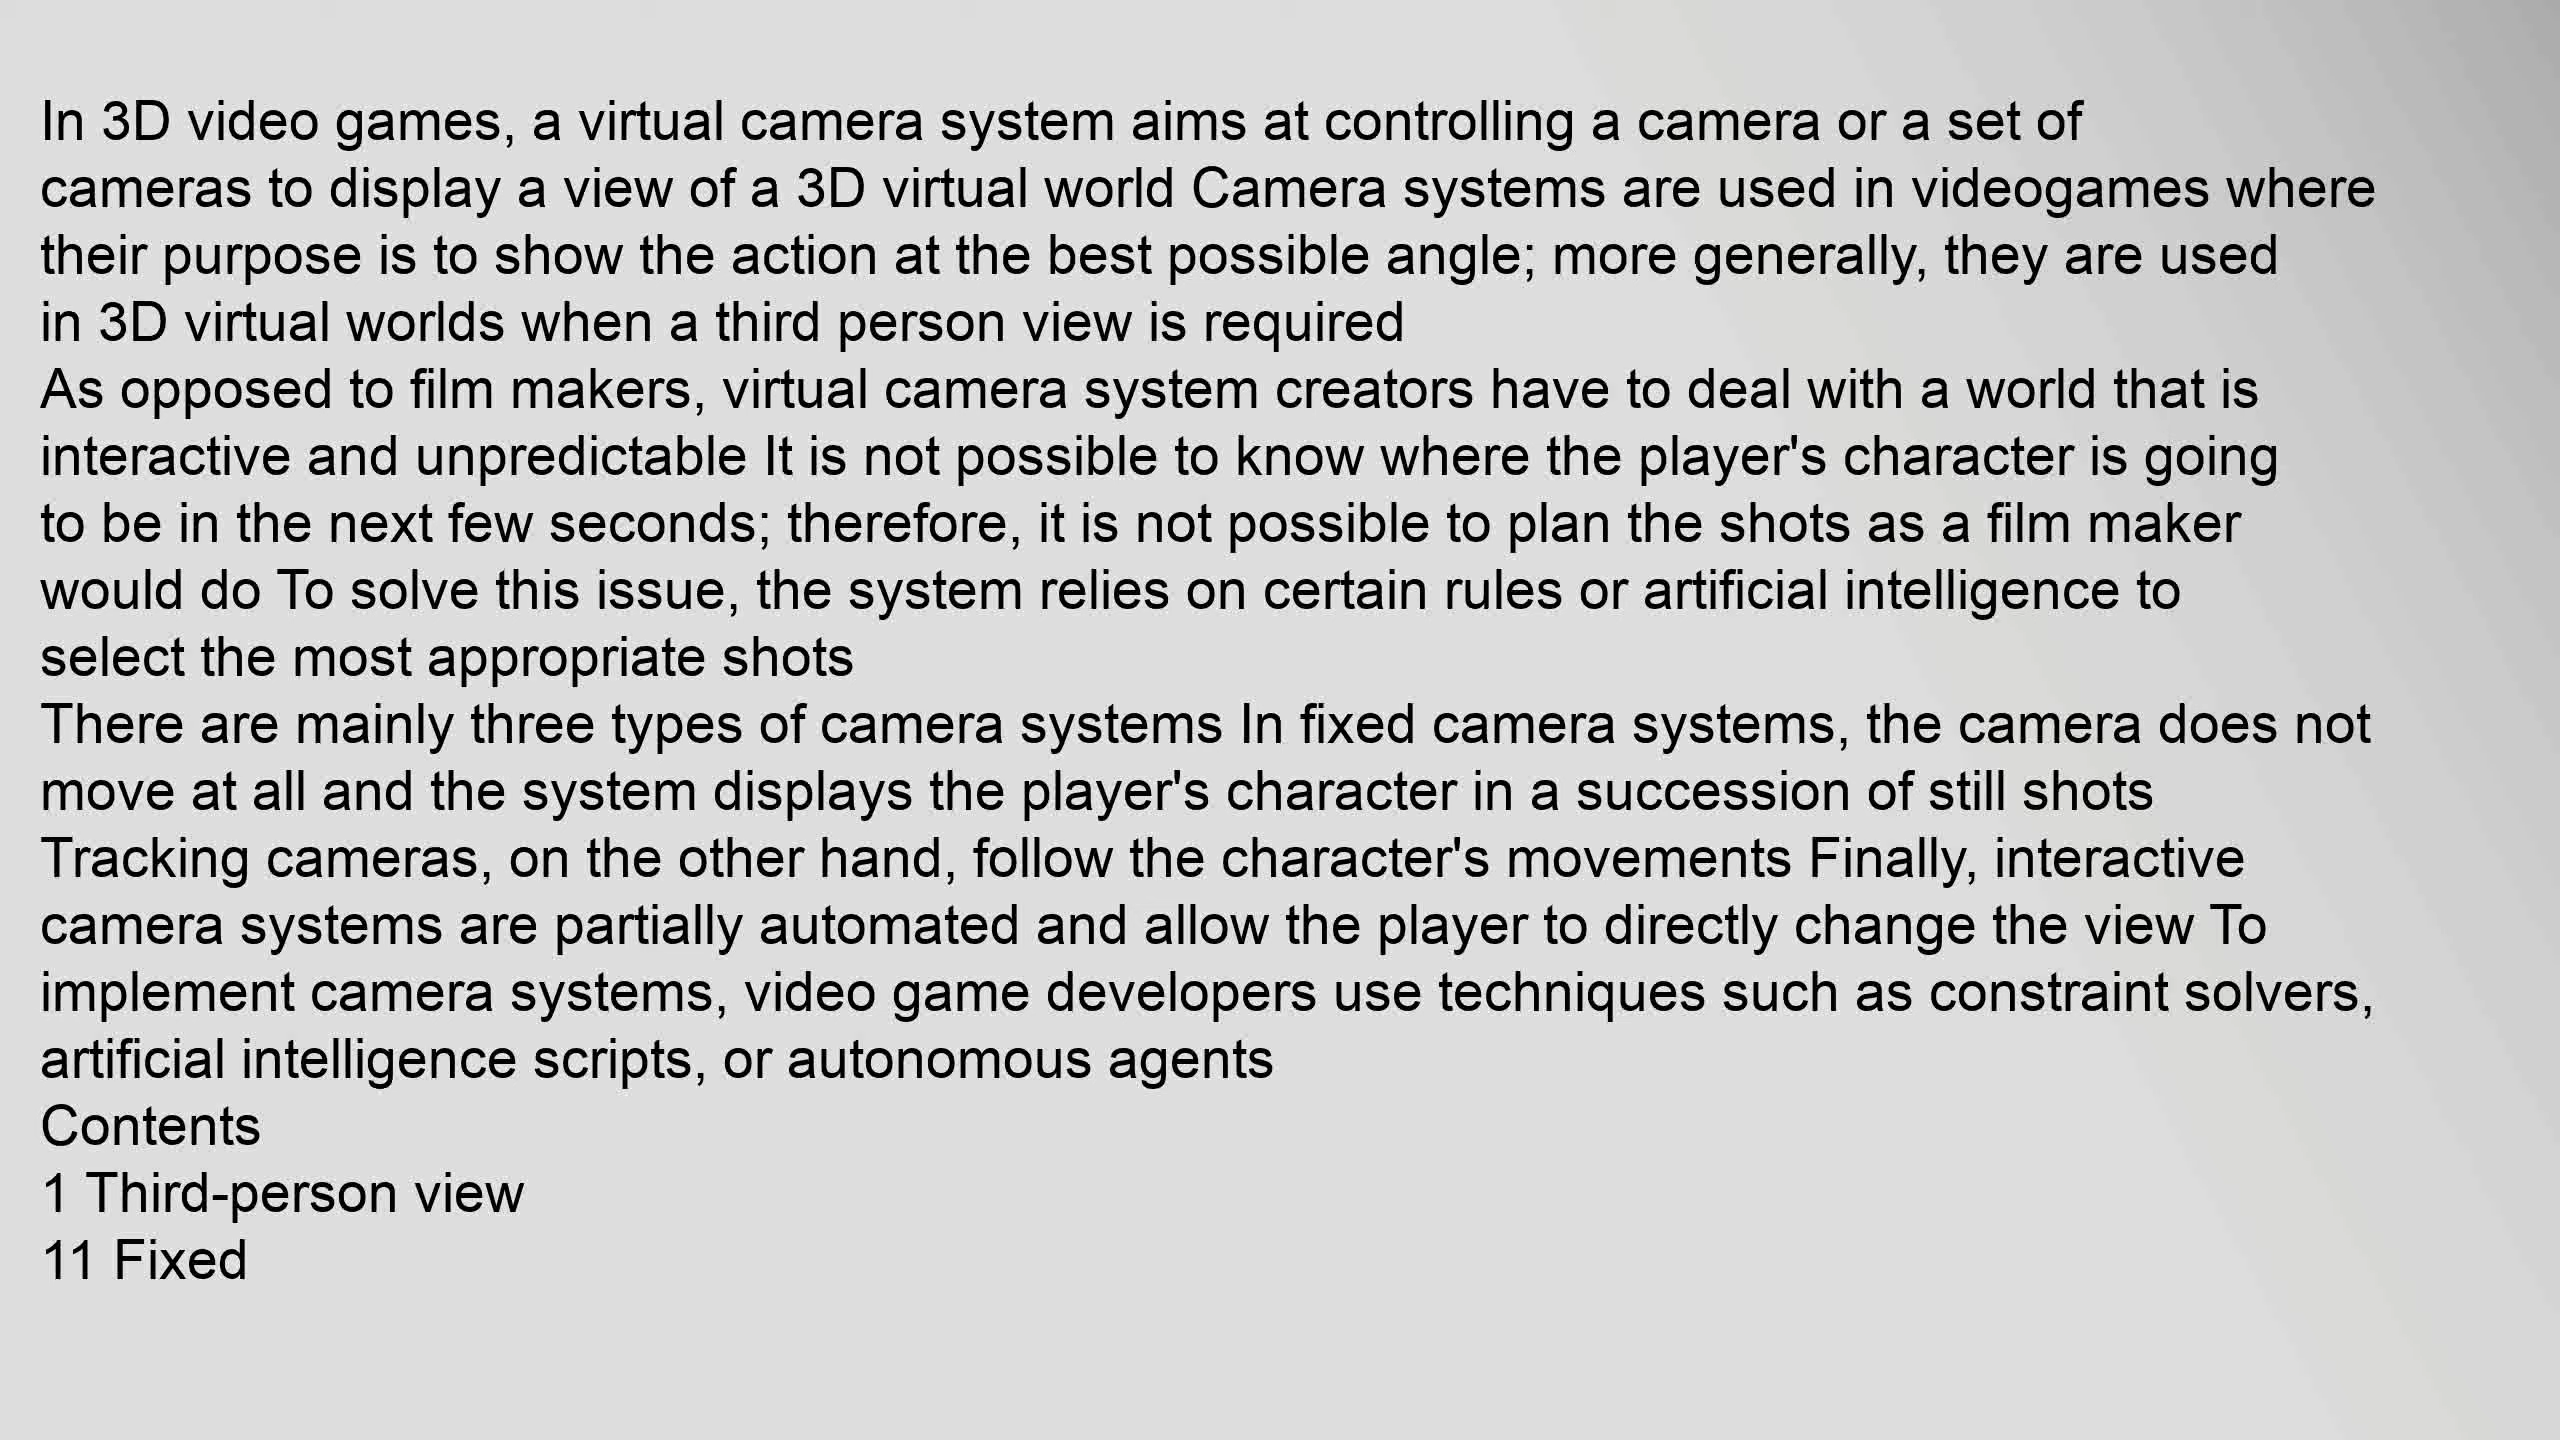 In 3D video games, a virtual camera system aims at controlling a camera or a set of
cameras to display a view of a 3D virtual world Camera systems are used in videogames where
their purpose is to show the action at the best possible angle; more generally, they are used
in 3D virtual worlds when a third person view is required
As opposed to film makers, virtual camera system creators have to deal with a world that is
interactive and unpredictable It is not possible to know where the player's character is going
to be in the next few seconds; therefore, it is not possible to plan the shots as a film maker
would do To solve this issue, the system relies on certain rules or artificial intelligence to
select the most appropriate shots
There are mainly three types of camera systems In fixed camera systems, the camera does not
move at all and the system displays the player's character in a succession of still shots
Tracking cameras, on the other hand, follow the character's movements Finally, interactive
camera systems are partially automated and allow the player to directly change the view To
implement camera systems, video game developers use techniques such as constraint solvers,
artificial intelligence scripts, or autonomous agents
Contents
1 Third-person view
11 Fixed